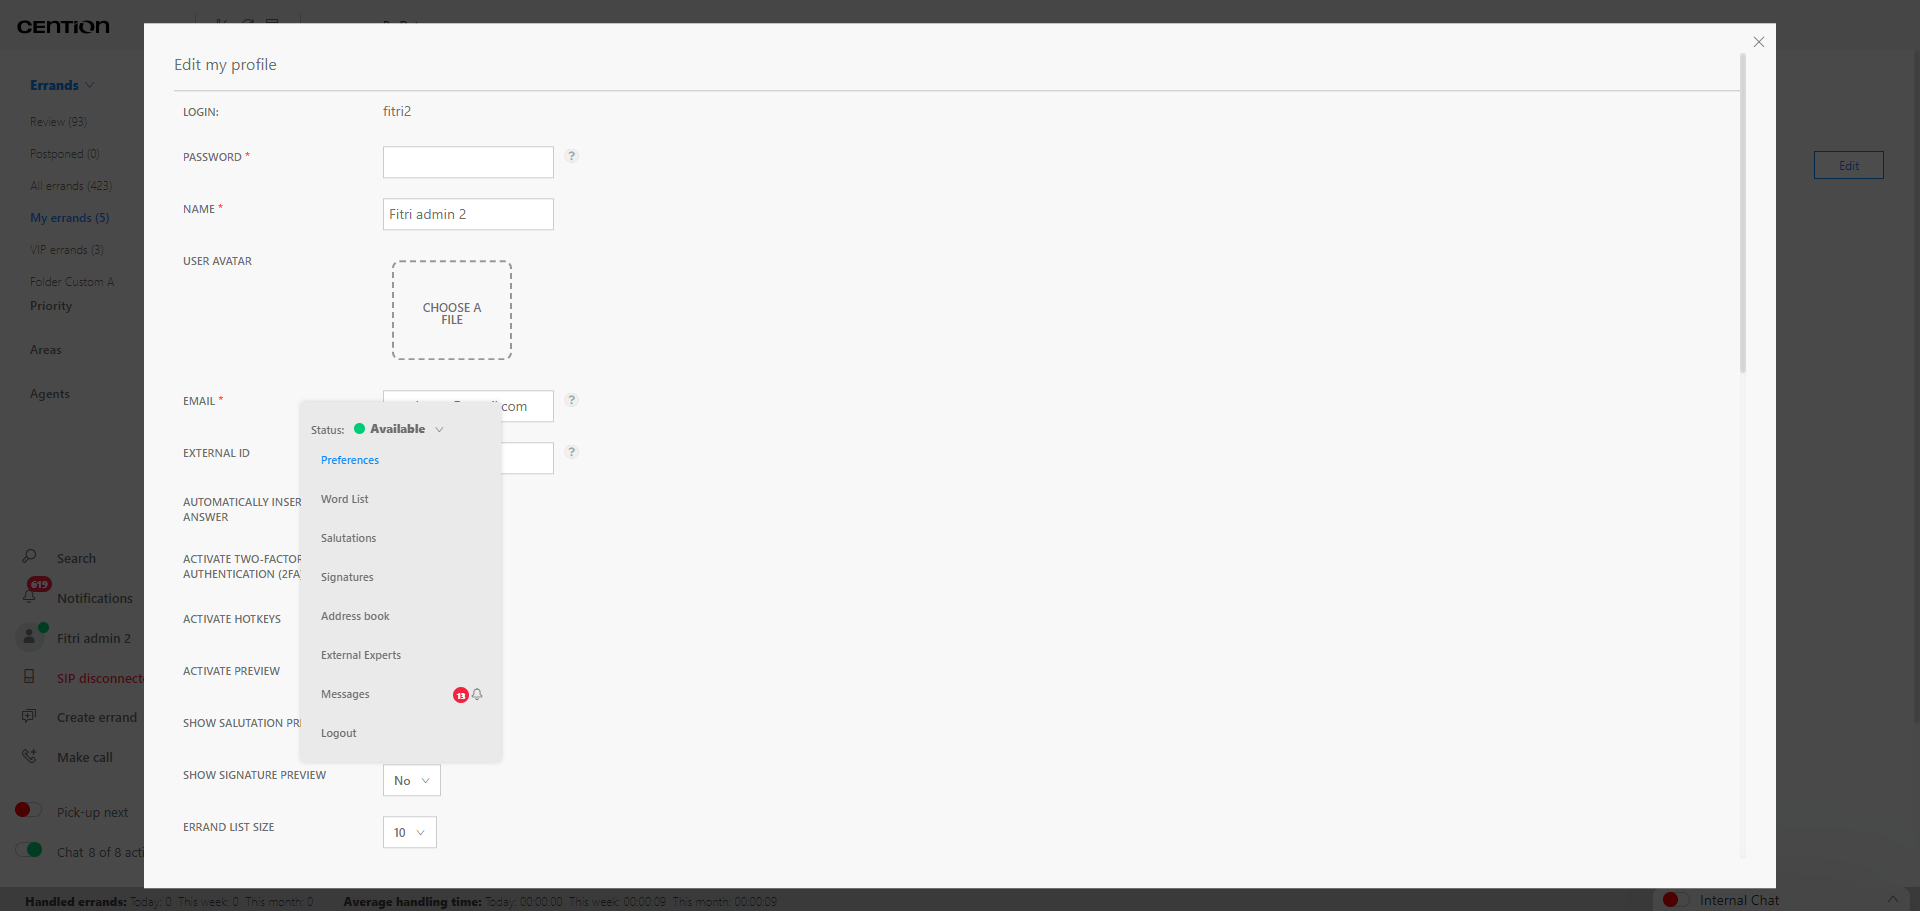 CENTION
Edit my profile
Errands
Review (93)
Postponed (0)
All errands (423)
My errands (5)
VIP errands (3)
Folder Custom A
Priority
Areas
Agents
Search
619
Notifications
Fitri admin 2
SIP disconnect
Create errand
Make call
Pick-up next
Chat 8 of 8 acti
LOGIN:
fitri2
PASSWORD *
?
NAME *
Fitri admin 2
USER AVATAR
CHOOSE A
FILE
EMAIL *
.com
?
EXTERNAL ID
?
AUTOMATICALLY INSER
ANSWER
ACTIVATE TWO-FACTOR
AUTHENTICATION (2FA
ACTIVATE HOTKEYS
ACTIVATE PREVIEW
SHOW SALUTATION PR
SHOW SIGNATURE PREVIEW
No
ERRAND LIST SIZE
10
Status: Available
Preferences
Word List
Salutations
Signatures
Address book
External Experts
Messages
13
Logout
Edit
Handled errands: Today: 0 This week: 0 This month: 0 Average handling time: Today: 00:00:00 This week: 00:00:09 This month: 00:00:09
Internal Chat